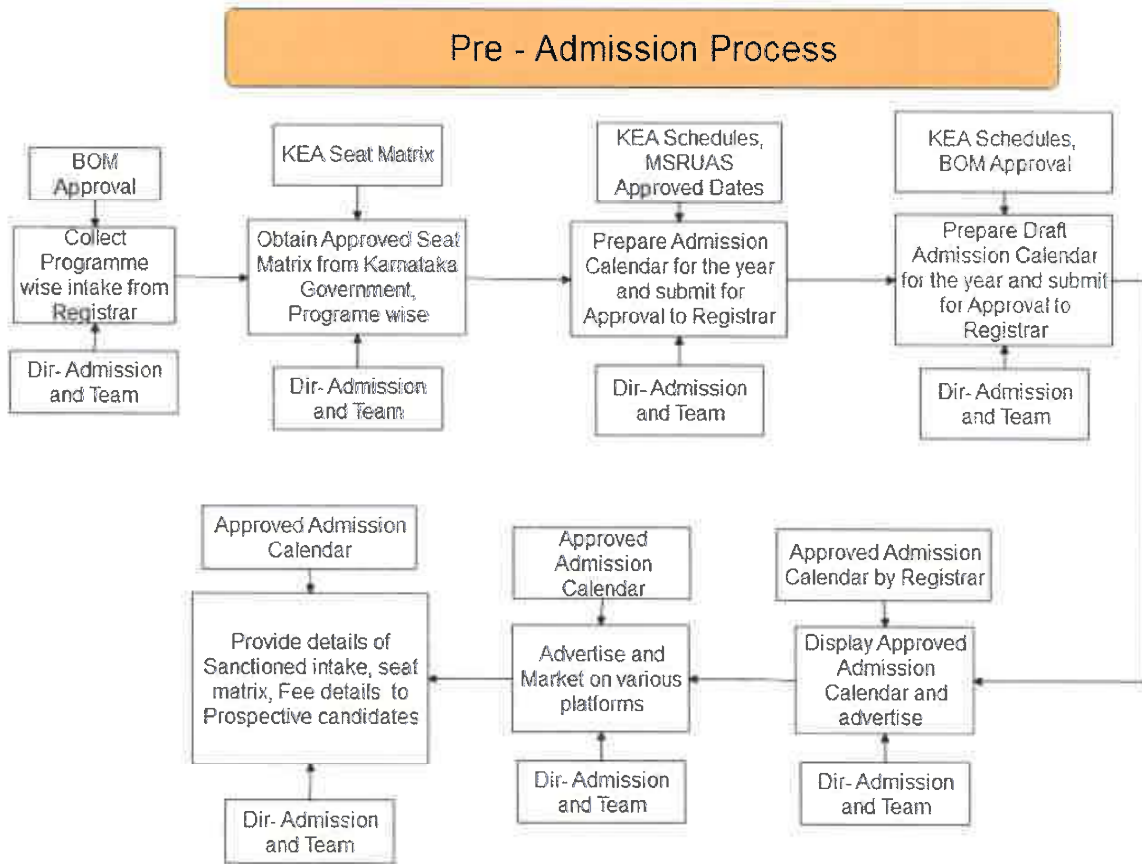 Pre - Admission Process
BOM
Approval
KEA Seat Matrix
KEA Schedules,
MSRUAS
Approved Dates
KEA Schedules,
BOM Approval
Collect
Programme
wise intake from
Registrar
Obtain Approved Seat
Matrix from Karnataka
Government,
Programe wise
Prepare Admission
Calendar for the year
and submit for
Approval to Registrar
Prepare Draft
Admission Calendar
for the year and submit
for Approval to
Registrar
Dir- Admission
and Team
Dir- Admission
and Team
Dir- Admission
and Team
Dir- Admission
and Team
Approved Admission
Calendar
Approved
Admission
Calendar
Approved Admission
Calendar by Registrar
Provide details of
Sanctioned intake, seat
matrix, Fee details to
Prospective candidates
Advertise and
Market on various
platforms
Display Approved
Admission
Calendar and
advertise
Dir- Admission
and Team
Dir- Admission
and Team
Dir- Admission
and Team